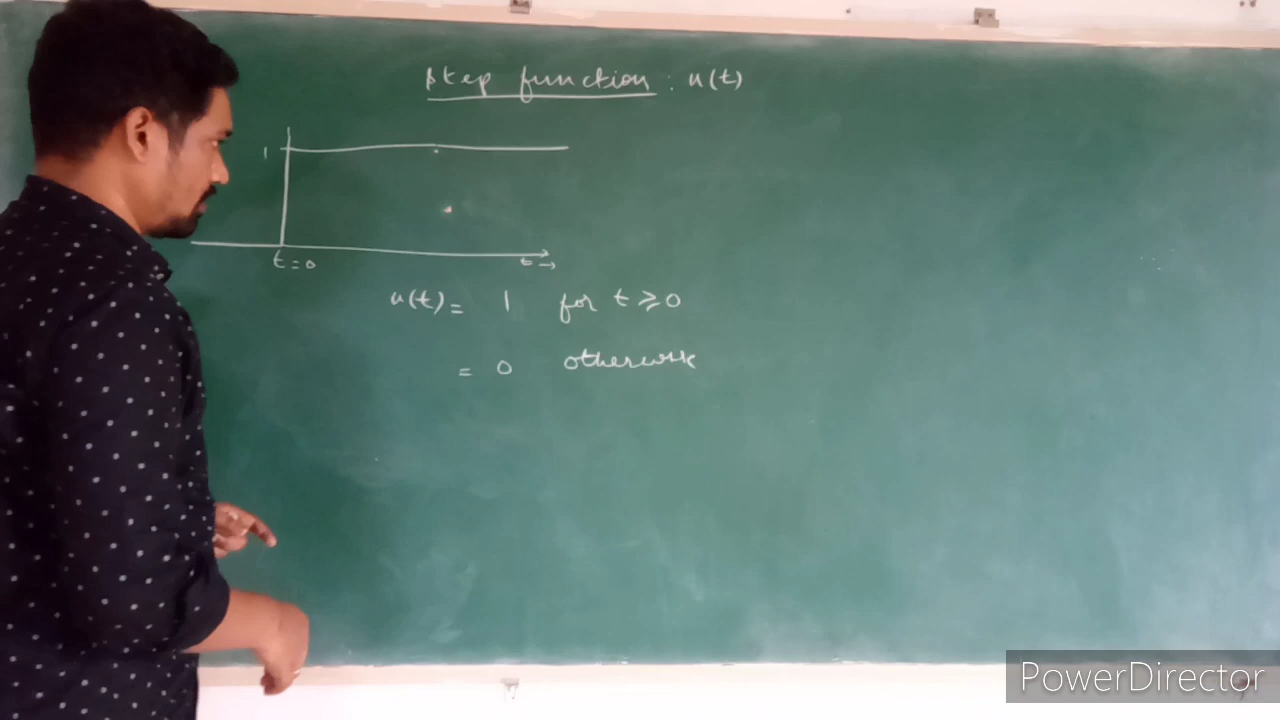 step function : u(t)
1
t = 0
t →
u(t) = 1 for t ⩾ 0
= 0 otherwise
PowerDirector